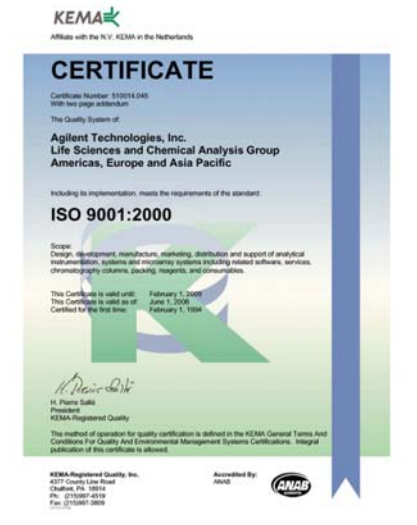 KEMA
Affiliate with the N.V. KEMA in the Netherlands
CERTIFICATE
Certificate Number: 510014.045
With two page addendum
The Quality System of:
Agilent Technologies, Inc.
Life Sciences and Chemical Analysis Group
Americas, Europe and Asia Pacific
Including its implementation, meets the requirements of the standard:
ISO 9001:2000
Scope:
Design, development, manufacture, marketing, distribution and support of analytical
instrumentation, systems and microarray systems including related software, services,
chromatography columns, packing, reagents, and consumables.
This Certificate is valid until: February 1, 2009
This Certificate is valid as of: June 1, 2006
Certified for the first time: February 1, 1994
H. Pierre Sallé
President
KEMA-Registered Quality
The method of operation for quality certification is defined in the KEMA General Terms And
Conditions For Quality And Environmental Management Systems Certifications. Integral
publication of this certificate is allowed.
KEMA-Registered Quality, Inc.
4377 County Line Road
Chalfont, PA 18914
Ph: (215)997-4519
Fax: (215)997-3809
Accredited By:
ANAB
ANAB